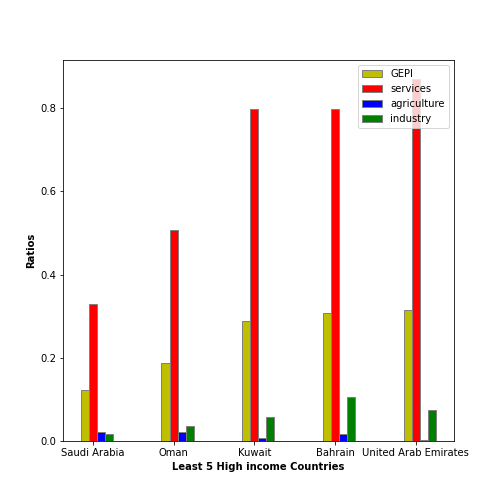 GEPI
services
agriculture
industry
Ratios
0.8
0.6
0.4
0.2
0.0
Saudi Arabia Oman Kuwait Bahrain United Arab Emirates
Least 5 High income Countries